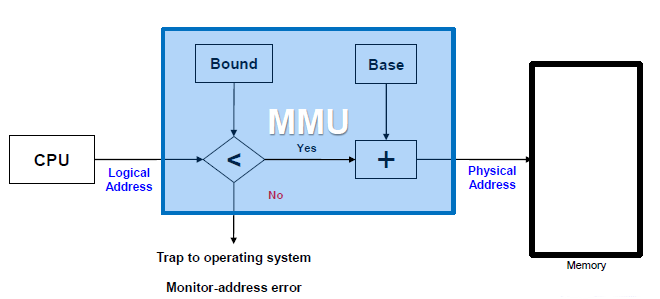 Bound
Base
MMU
CPU
<
Yes
+
Logical
Address
No
Physical
Address
Trap to operating system
Monitor-address error
Memory